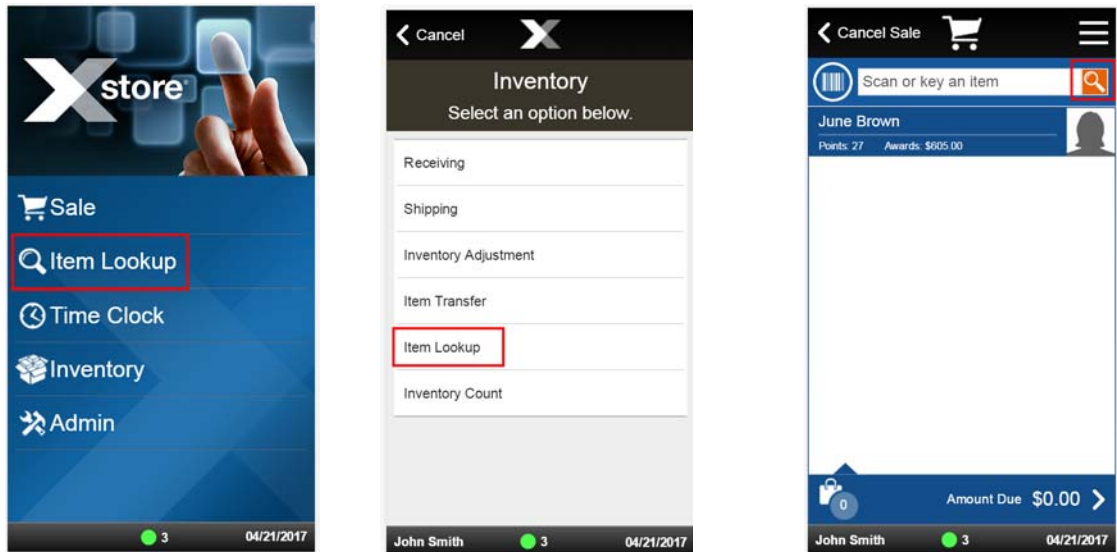 Xstore
Sale
Item Lookup
Time Clock
Inventory
Admin
3 04/21/2017
Cancel X
Inventory
Select an option below.
Receiving
Shipping
Inventory Adjustment
Item Transfer
Item Lookup
Inventory Count
John Smith 3 04/21/2017
Cancel Sale
Scan or key an item
June Brown
Points: 27 Awards: $605.00
0 Amount Due $0.00
John Smith 3 04/21/2017